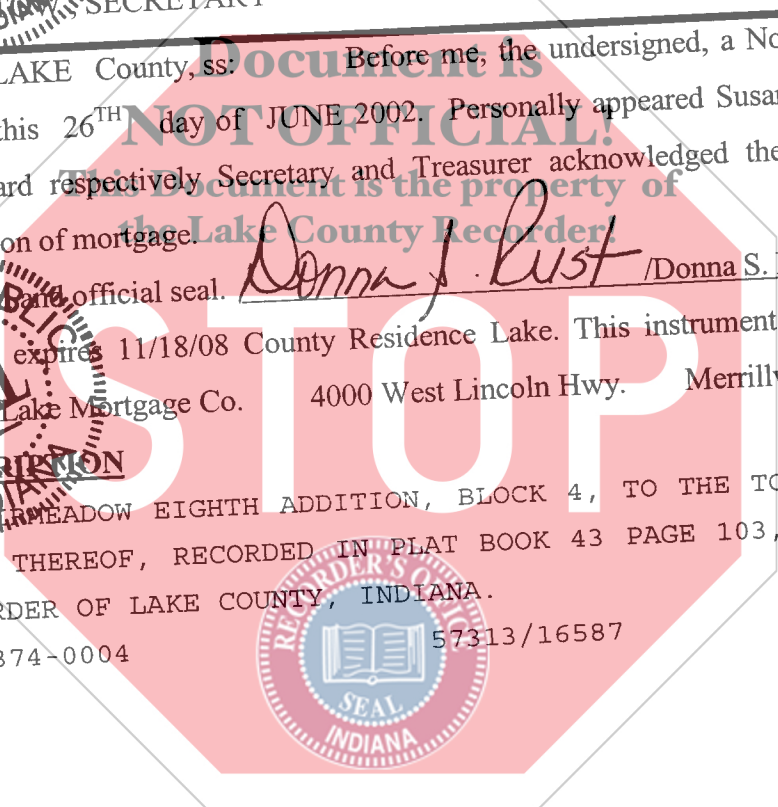 , SECRETARY
LAKE County, ss: Before me, the undersigned, a No
this 26TH day of JUNE 2002. Personally appeared Susan
ard respectively Secretary and Treasurer acknowledged the
on of mortgage.
Donna S. Rust /Donna S.
official seal.
expires 11/18/08 County Residence Lake. This instrument
Lake Mortgage Co. 4000 West Lincoln Hwy. Merrillv
RIPTION
RMEADOW EIGHTH ADDITION, BLOCK 4, TO THE TO
THEREOF, RECORDED IN PLAT BOOK 43 PAGE 103,
RDER OF LAKE COUNTY, INDIANA.
374-0004 57313/16587
Document is
NOT OFFICIAL!
This Document is the property of
the Lake County Recorder!
STOP
RECORDER'S OFFICE
SEAL
INDIANA